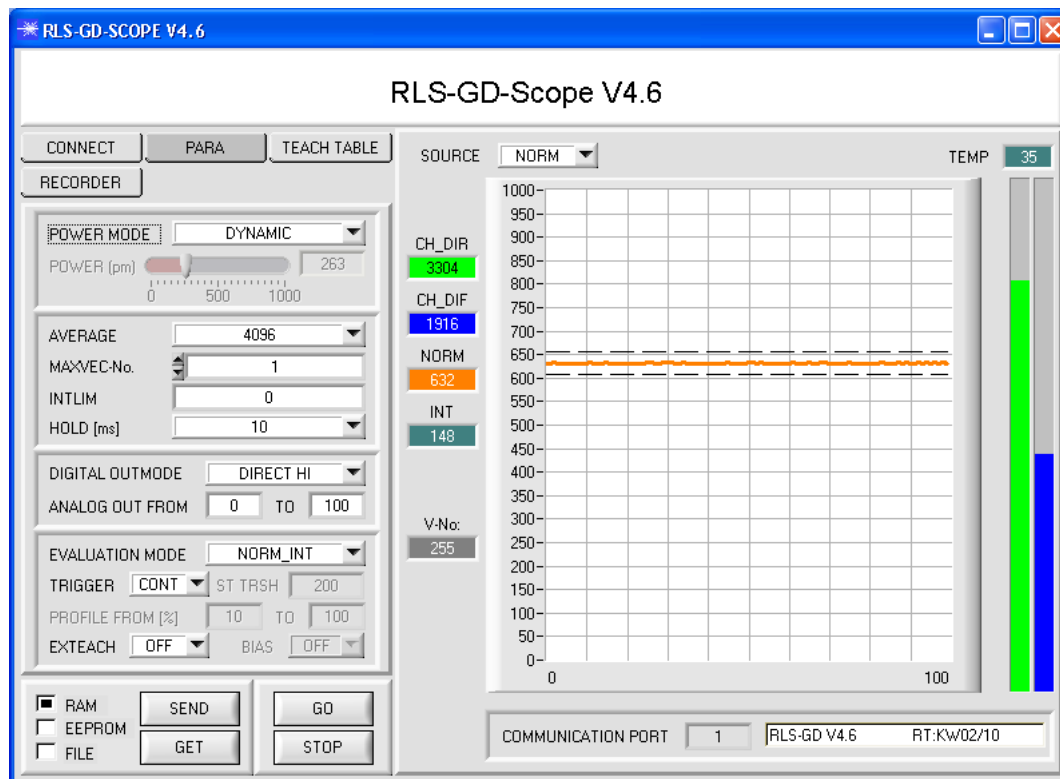 RLS-GD-SCOPE V4.6
RLS-GD-Scope V4.6
CONNECT PARA TEACH TABLE
RECORDER
POWER MODE DYNAMIC
POWER (pm) 263
0 500 1000
AVERAGE 4096
MAXVEC-No. 1
INTLIM 0
HOLD [ms] 10
DIGITAL OUTMODE DIRECT HI
ANALOG OUT FROM 0 TO 100
EVALUATION MODE NORM_INT
TRIGGER CONT ST TRSH 200
PROFILE FROM [%] 10 TO 100
EXTEACH OFF BIAS OFF
RAM
EEPROM
FILE
SEND
GET
GO
STOP
SOURCE NORM TEMP 35
CH_DIR
3304
CH_DIF
1916
NORM
632
INT
148
V-No:
255
1000
950
900
850
800
750
700
650
600
550
500
450
400
350
300
250
200
150
100
50
0
0 100
COMMUNICATION PORT 1 RLS-GD V4.6 RT:KW02/10